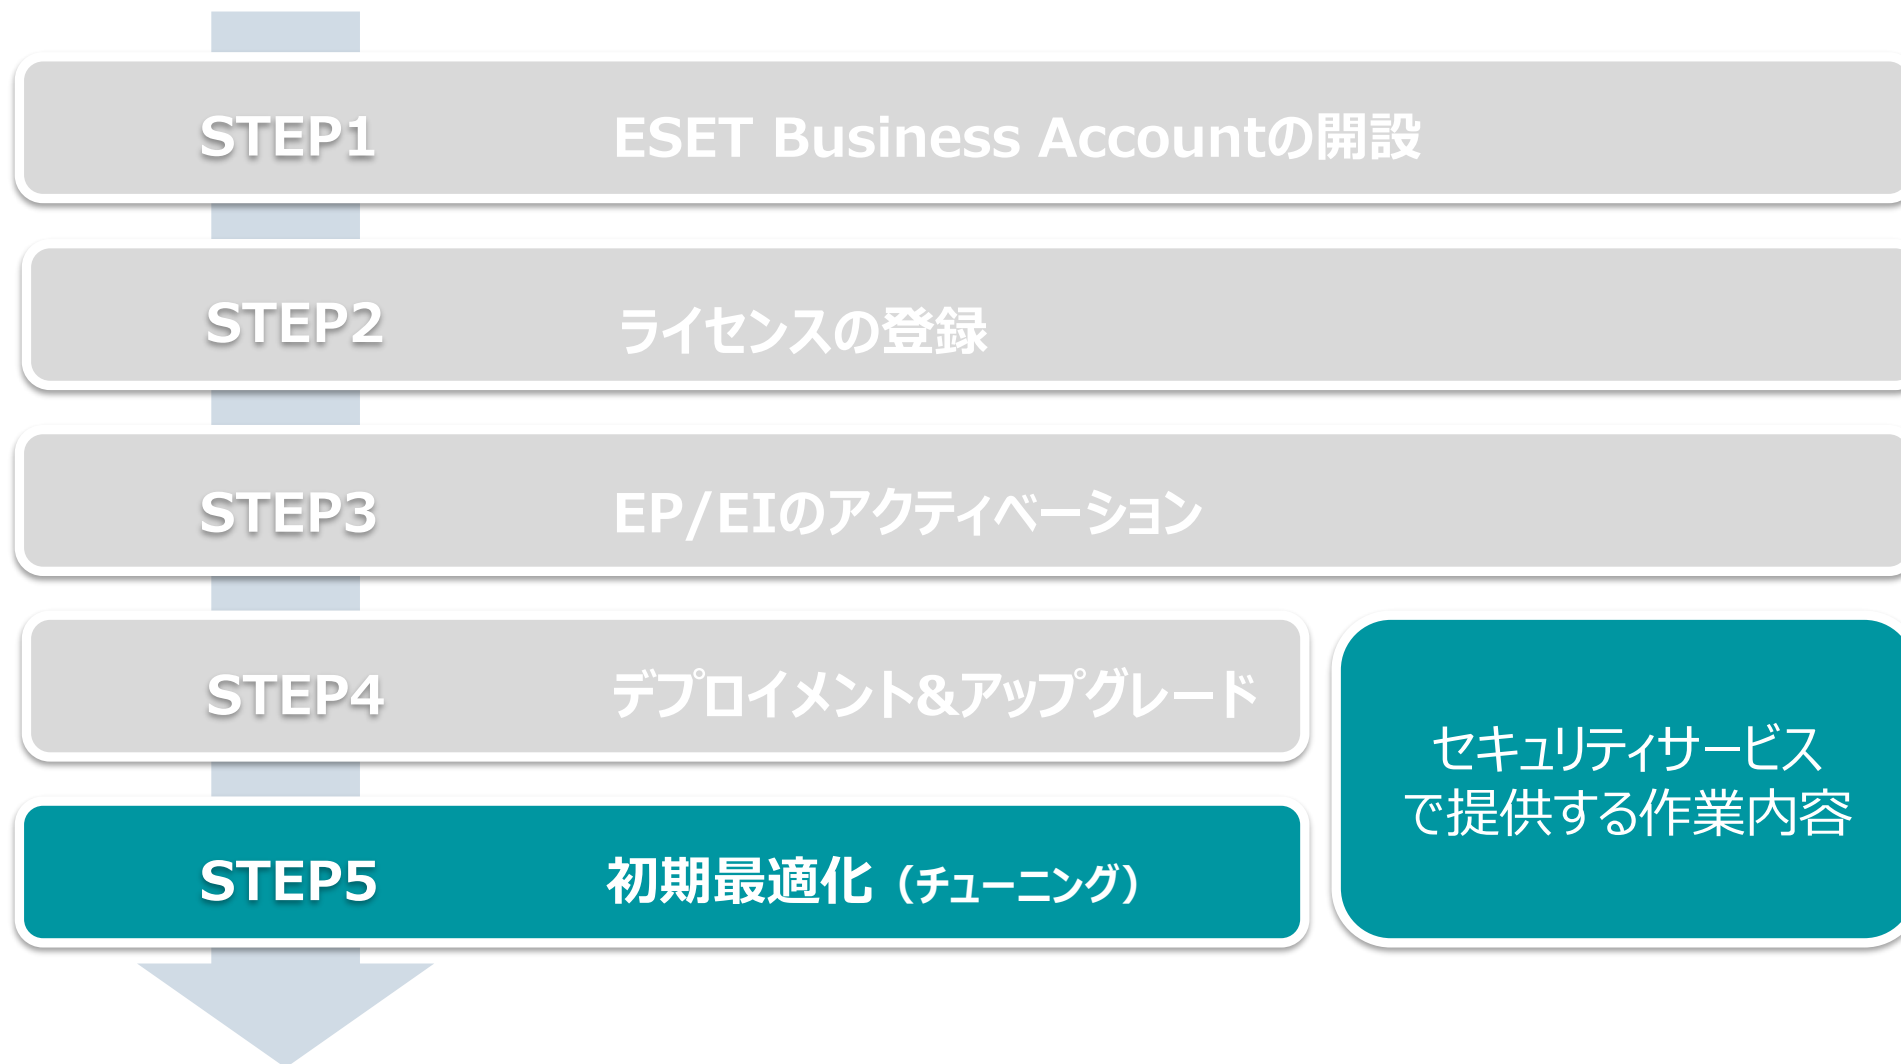 STEP1 ESET Business Accountの開設
STEP2 ライセンスの登録
STEP3 EP/EIのアクティベーション
STEP4 デプロイメント&アップグレード
STEP5 初期最適化（チューニング）
セキュリティサービス
で提供する作業内容